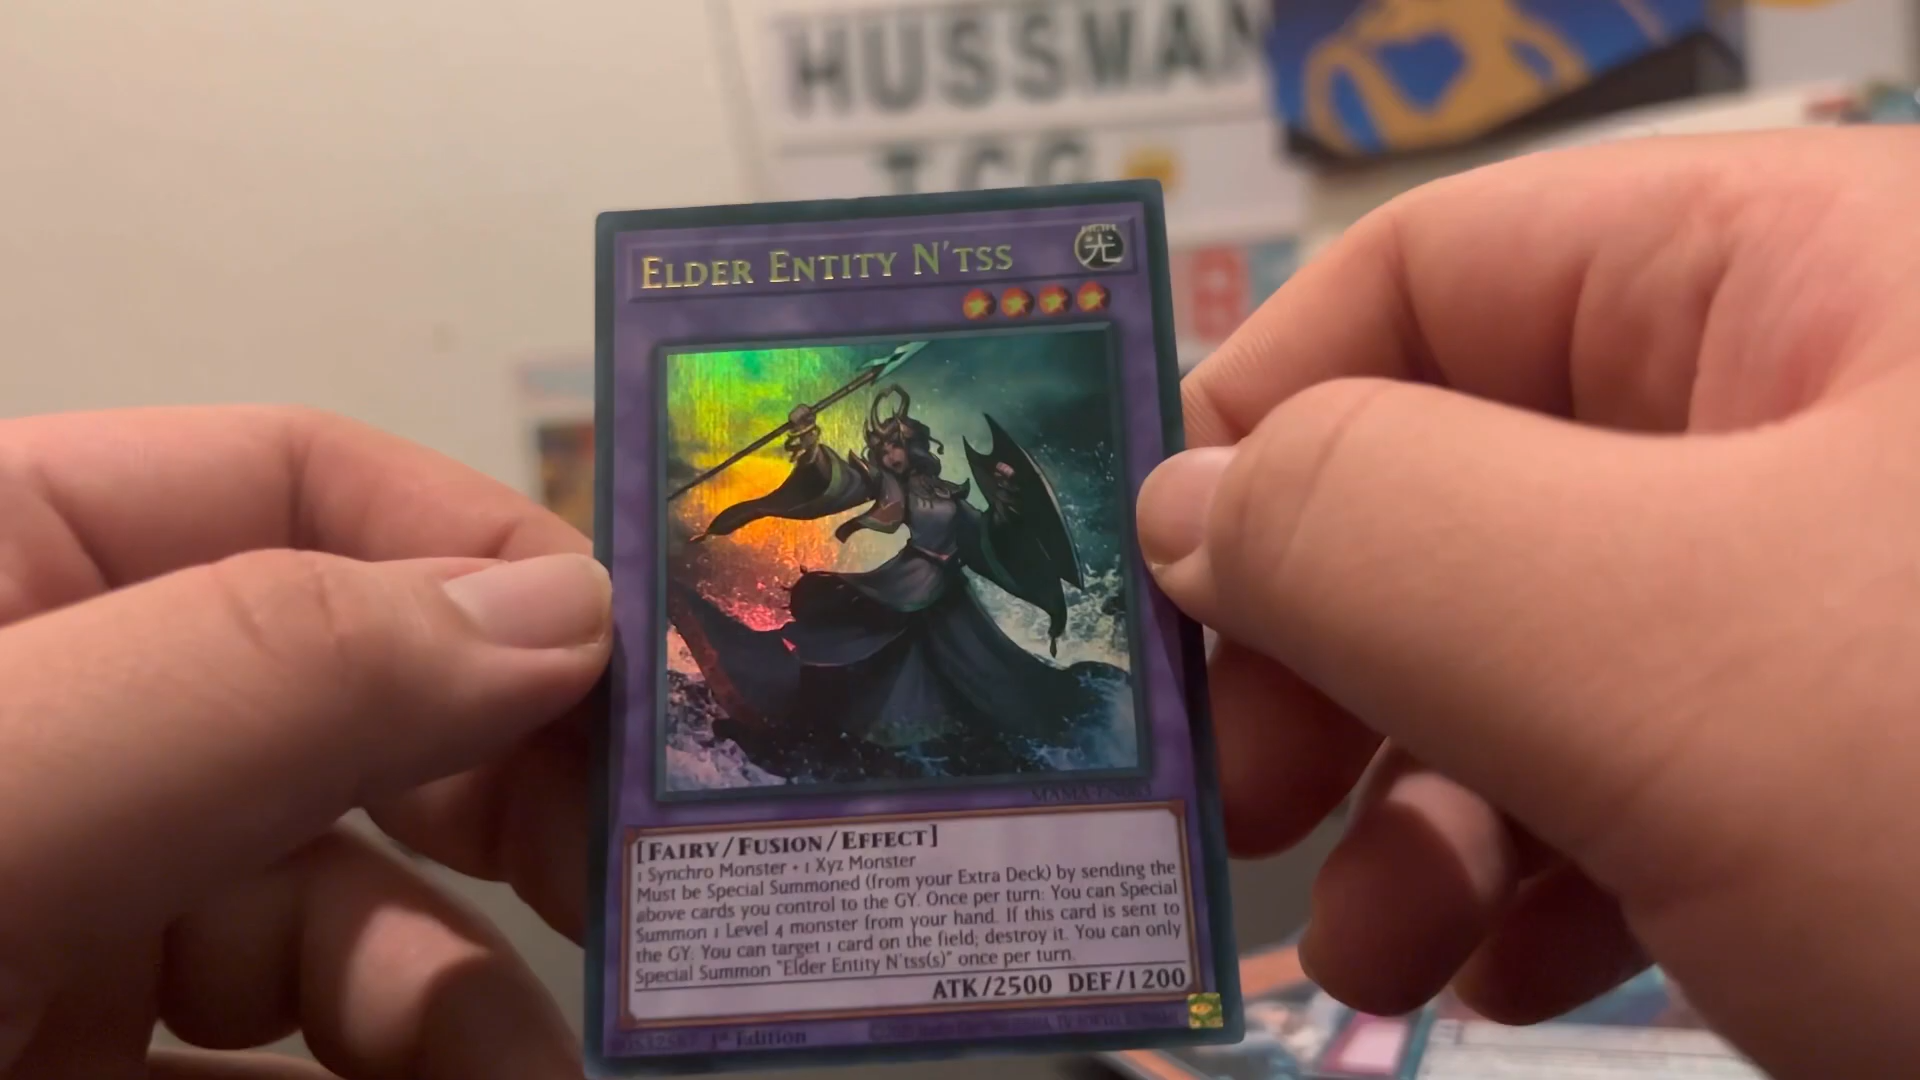 HUSSMAN
TCG
ELDER ENTITY N'TSS
LIGHT
光
[FAIRY/FUSION/EFFECT]
1 Synchro Monster + 1 Xyz Monster
Must be Special Summoned (from your Extra Deck) by sending the
above cards you control to the GY. Once per turn: You can Special
Summon 1 Level 4 monster from your hand. If this card is sent to
the GY: You can target 1 card on the field; destroy it. You can only
Special Summon "Elder Entity N'tss(s)" once per turn.
ATK/2500 DEF/1200
1st Edition